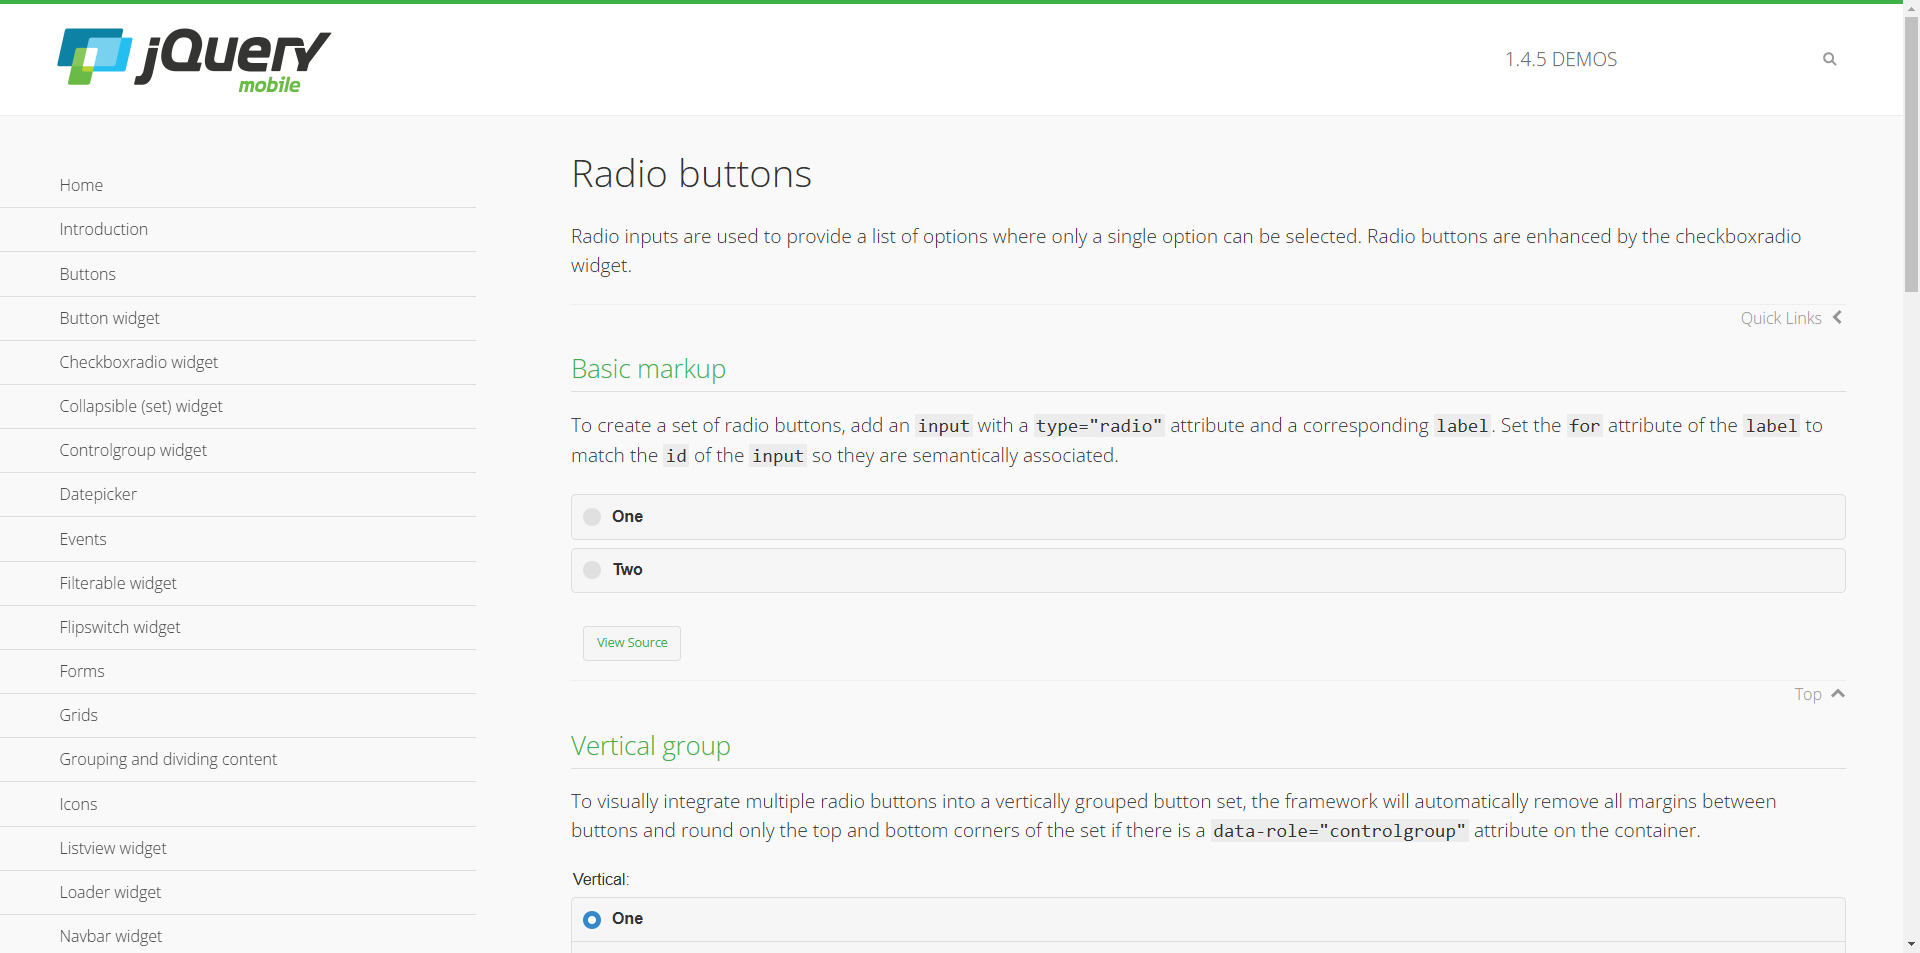 jQuery
mobile
1.4.5 DEMOS
Home
Introduction
Buttons
Button widget
Checkboxradio widget
Collapsible (set) widget
Controlgroup widget
Datepicker
Events
Filterable widget
Flipswitch widget
Forms
Grids
Grouping and dividing content
Icons
Listview widget
Loader widget
Navbar widget
Radio buttons
Radio inputs are used to provide a list of options where only a single option can be selected. Radio buttons are enhanced by the checkboxradio
widget.
Quick Links
Basic markup
To create a set of radio buttons, add an input with a type="radio" attribute and a corresponding label. Set the for attribute of the label to
match the id of the input so they are semantically associated.
One
Two
View Source
Top
Vertical group
To visually integrate multiple radio buttons into a vertically grouped button set, the framework will automatically remove all margins between
buttons and round only the top and bottom corners of the set if there is a data-role="controlgroup" attribute on the container.
Vertical:
One